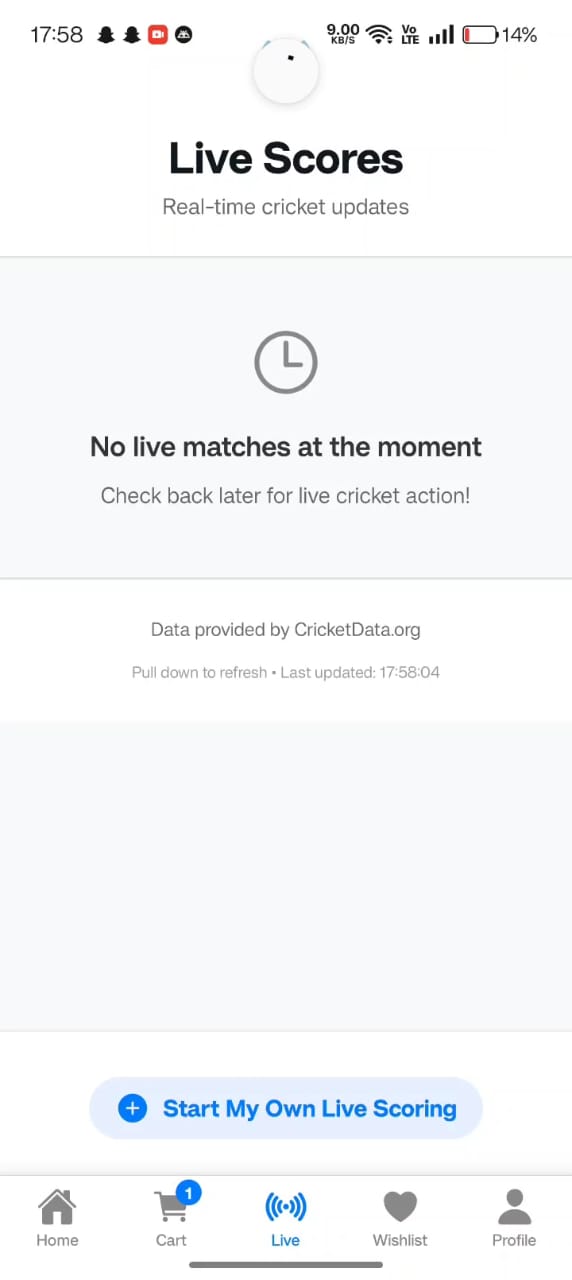 17:58
9.00
KB/S
Vo
LTE
14%
Live Scores
Real-time cricket updates
No live matches at the moment
Check back later for live cricket action!
Data provided by CricketData.org
Pull down to refresh • Last updated: 17:58:04
Start My Own Live Scoring
1
Home
Cart
Live
Wishlist
Profile